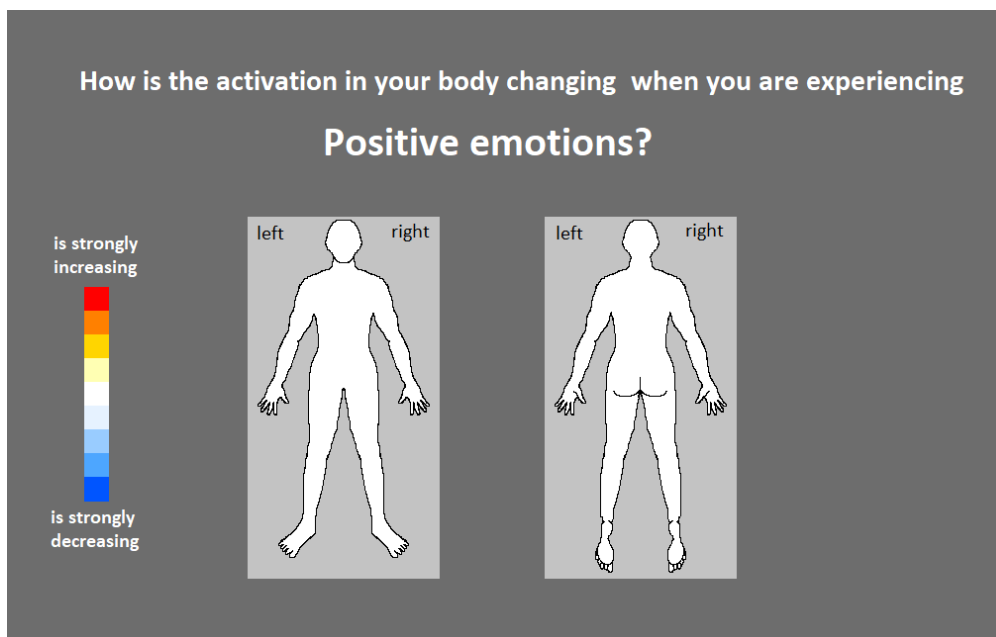 How is the activation in your body changing when you are experiencing
Positive emotions?
is strongly
increasing
left
right
left
right
is strongly
decreasing